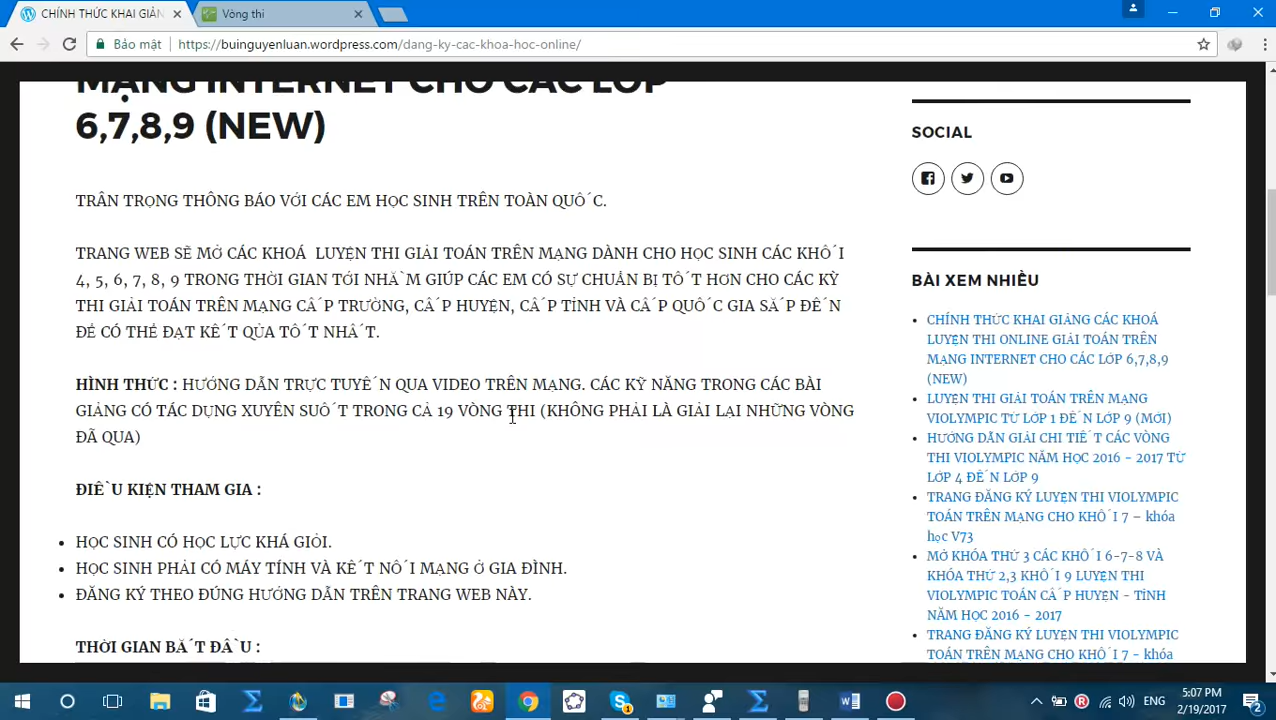 CHÍNH THỨC KHAI GIẢN
Vòng thi
Bảo mật
https://buinguyenluan.wordpress.com/dang-ky-cac-khoa-hoc-online/
MẠNG INTERNET CHO CÁC LỚP
6,7,8,9 (NEW)
TRÂN TRỌNG THÔNG BÁO VỚI CÁC EM HỌC SINH TRÊN TOÀN QUỐC.
TRANG WEB SẼ MỞ CÁC KHOÁ LUYỆN THI GIẢI TOÁN TRÊN MẠNG DÀNH CHO HỌC SINH CÁC KHỐI
4, 5, 6, 7, 8, 9 TRONG THỜI GIAN TỚI NHẰM GIÚP CÁC EM CÓ SỰ CHUẨN BỊ TỐT HƠN CHO CÁC KỲ
THI GIẢI TOÁN TRÊN MẠNG CẤP TRƯỜNG, CẤP HUYỆN, CẤP TỈNH VÀ CẤP QUỐC GIA SẮP ĐẾN
ĐỂ CÓ THỂ ĐẠT KẾT QỦA TỐT NHẤT.
HÌNH THỨC : HƯỚNG DẪN TRỰC TUYẾN QUA VIDEO TRÊN MẠNG. CÁC KỸ NĂNG TRONG CÁC BÀI
GIẢNG CÓ TÁC DỤNG XUYÊN SUỐT TRONG CẢ 19 VÒNG THI (KHÔNG PHẢI LÀ GIẢI LẠI NHỮNG VÒNG
ĐÃ QUA)
ĐIỀU KIỆN THAM GIA :
HỌC SINH CÓ HỌC LỰC KHÁ GIỎI.
HỌC SINH PHẢI CÓ MÁY TÍNH VÀ KẾT NỐI MẠNG Ở GIA ĐÌNH.
ĐĂNG KÝ THEO ĐÚNG HƯỚNG DẪN TRÊN TRANG WEB NÀY.
THỜI GIAN BẮT ĐẦU :
SOCIAL
BÀI XEM NHIỀU
CHÍNH THỨC KHAI GIẢNG CÁC KHOÁ
LUYỆN THI ONLINE GIẢI TOÁN TRÊN
MẠNG INTERNET CHO CÁC LỚP 6,7,8,9
(NEW)
LUYỆN THI GIẢI TOÁN TRÊN MẠNG
VIOLYMPIC TỪ LỚP 1 ĐẾN LỚP 9 (MỚI)
HƯỚNG DẪN GIẢI CHI TIẾT CÁC VÒNG
THI VIOLYMPIC NĂM HỌC 2016 - 2017 TỪ
LỚP 4 ĐẾN LỚP 9
TRANG ĐĂNG KÝ LUYỆN THI VIOLYMPIC
TOÁN TRÊN MẠNG CHO KHỐI 7 – khóa
học V73
MỞ KHÓA THỨ 3 CÁC KHỐI 6-7-8 VÀ
KHÓA THỨ 2,3 KHỐI 9 LUYỆN THI
VIOLYMPIC TOÁN CẤP HUYỆN - TỈNH
NĂM HỌC 2016 - 2017
TRANG ĐĂNG KÝ LUYỆN THI VIOLYMPIC
TOÁN TRÊN MẠNG CHO KHỐI 7 - khóa
ENG
5:07 PM
2/19/2017